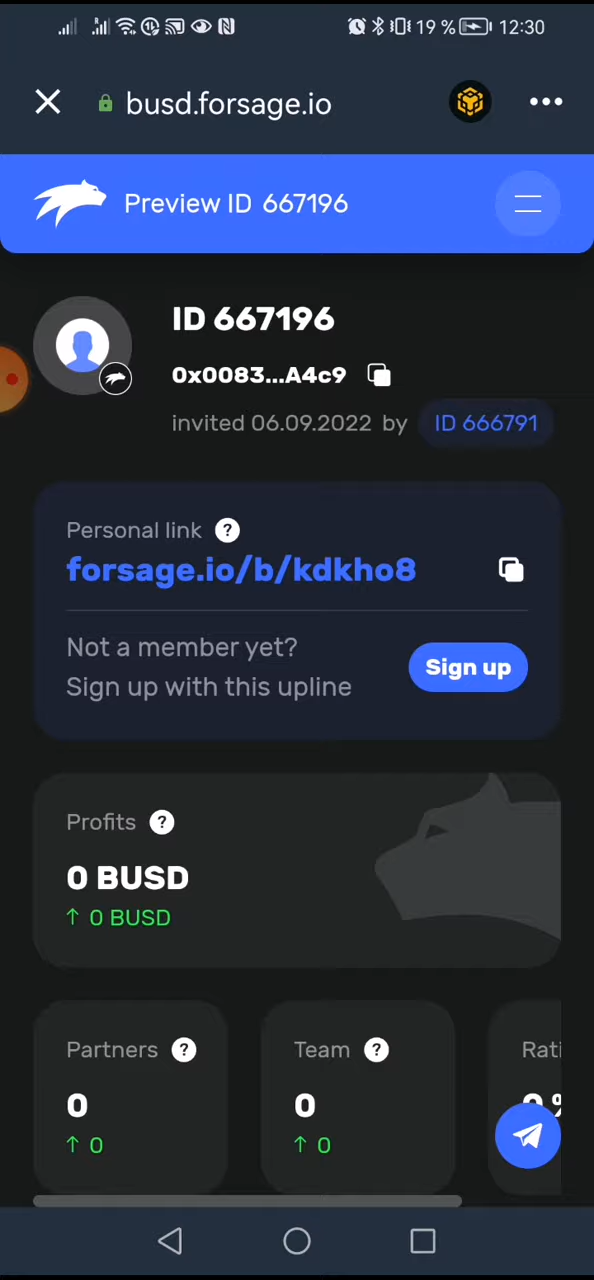 19 % 12:30
busd.forsage.io
Preview ID 667196
ID 667196
0x0083...A4c9
invited 06.09.2022 by ID 666791
Personal link ?
forsage.io/b/kdkho8
Not a member yet?
Sign up with this upline
Sign up
Profits ?
0 BUSD
↑ 0 BUSD
Partners ?
0
↑ 0
Team ?
0
↑ 0